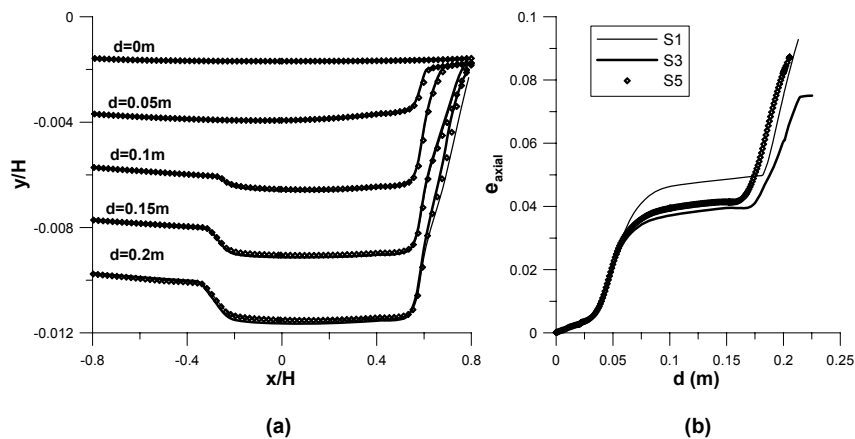 0
-0.004
-0.008
-0.012
y/H
d=0m
d=0.05m
d=0.1m
d=0.15m
d=0.2m
-0.8 -0.4 0 0.4 0.8
x/H
(a)
0.1
0.08
0.06
0.04
0.02
0
e axial
S1
S3
S5
0 0.05 0.1 0.15 0.2 0.25
d (m)
(b)